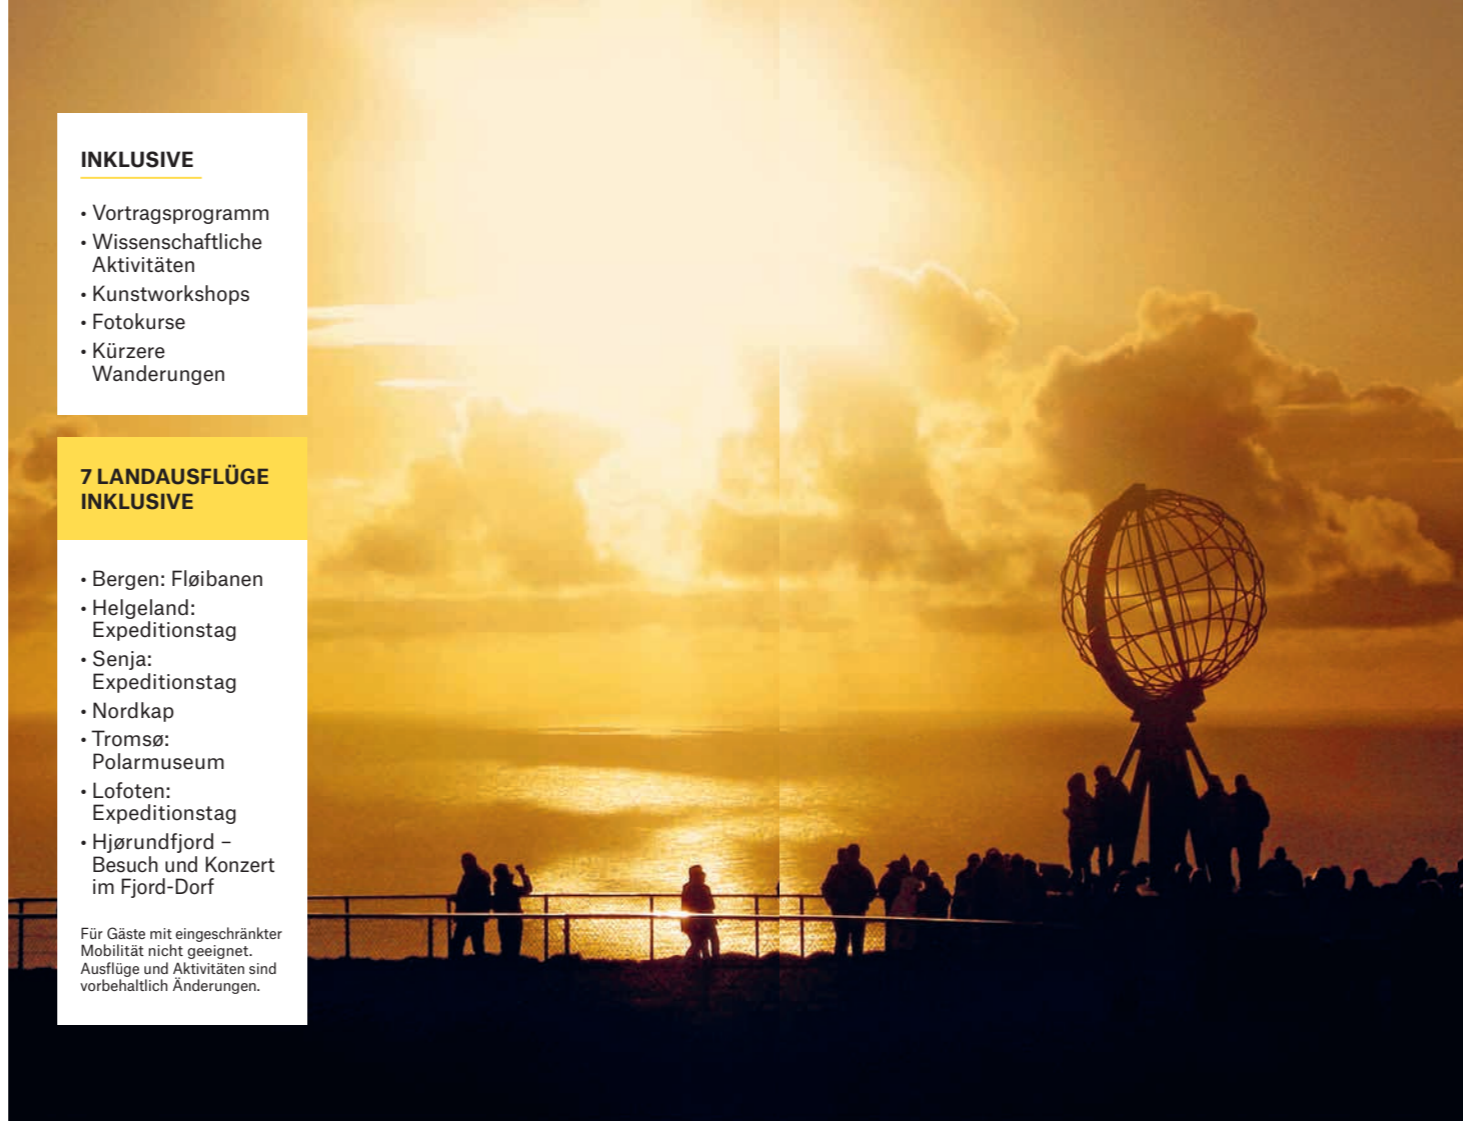 INKLUSIVE
• Vortragsprogramm
• Wissenschaftliche
Aktivitäten
• Kunstworkshops
• Fotokurse
• Kürzere
Wanderungen
7 LANDAUSFLÜGE
INKLUSIVE
• Bergen: Fløibanen
• Helgeland:
Expeditionstag
• Senja:
Expeditionstag
• Nordkap
• Tromsø:
Polarmuseum
• Lofoten:
Expeditionstag
• Hjørundfjord –
Besuch und Konzert
im Fjord-Dorf
Für Gäste mit eingeschränkter
Mobilität nicht geeignet.
Ausflüge und Aktivitäten sind
vorbehaltlich Änderungen.